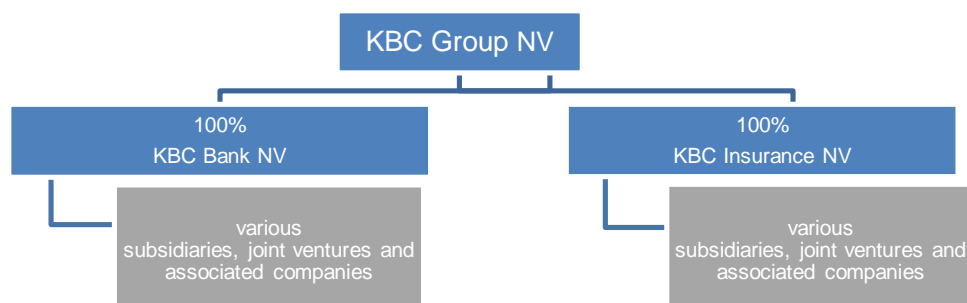 KBC Group NV
100%
KBC Bank NV
100%
KBC Insurance NV
various
subsidiaries, joint ventures and
associated companies
various
subsidiaries, joint ventures and
associated companies